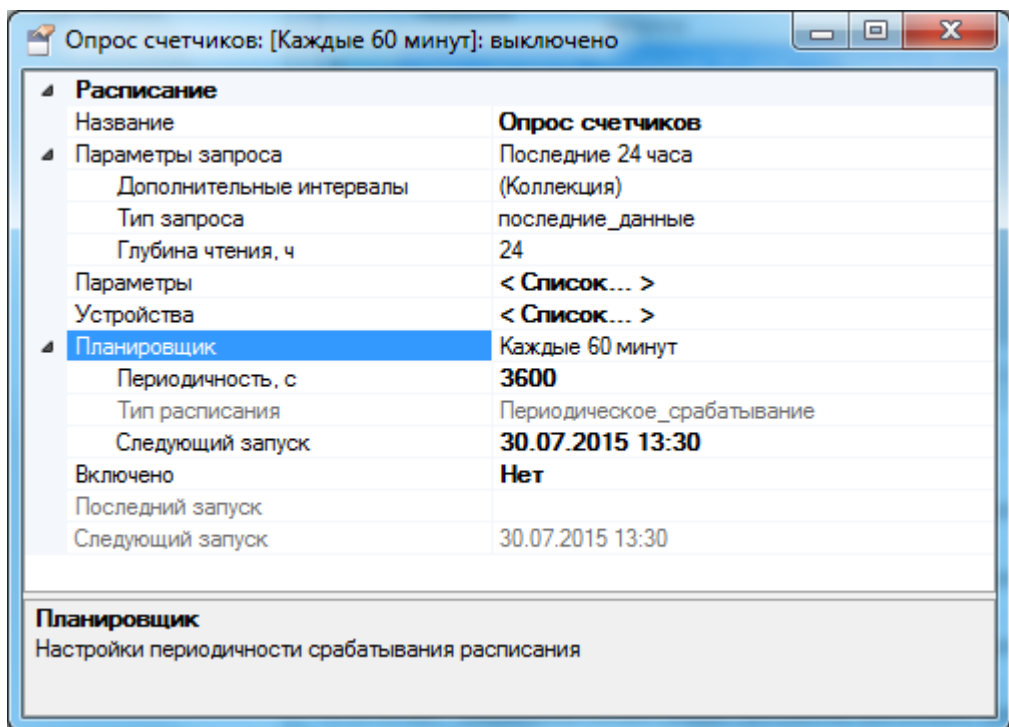 Опрос счетчиков: [Каждые 60 минут]: выключено
Расписание
Название Опрос счетчиков
Параметры запроса Последние 24 часа
Дополнительные интервалы (Коллекция)
Тип запроса последние_данные
Глубина чтения, ч 24
Параметры < Список... >
Устройства < Список... >
Планировщик Каждые 60 минут
Периодичность, с 3600
Тип расписания Периодическое_срабатывание
Следующий запуск 30.07.2015 13:30
Включено Нет
Последний запуск
Следующий запуск 30.07.2015 13:30
Планировщик
Настройки периодичности срабатывания расписания